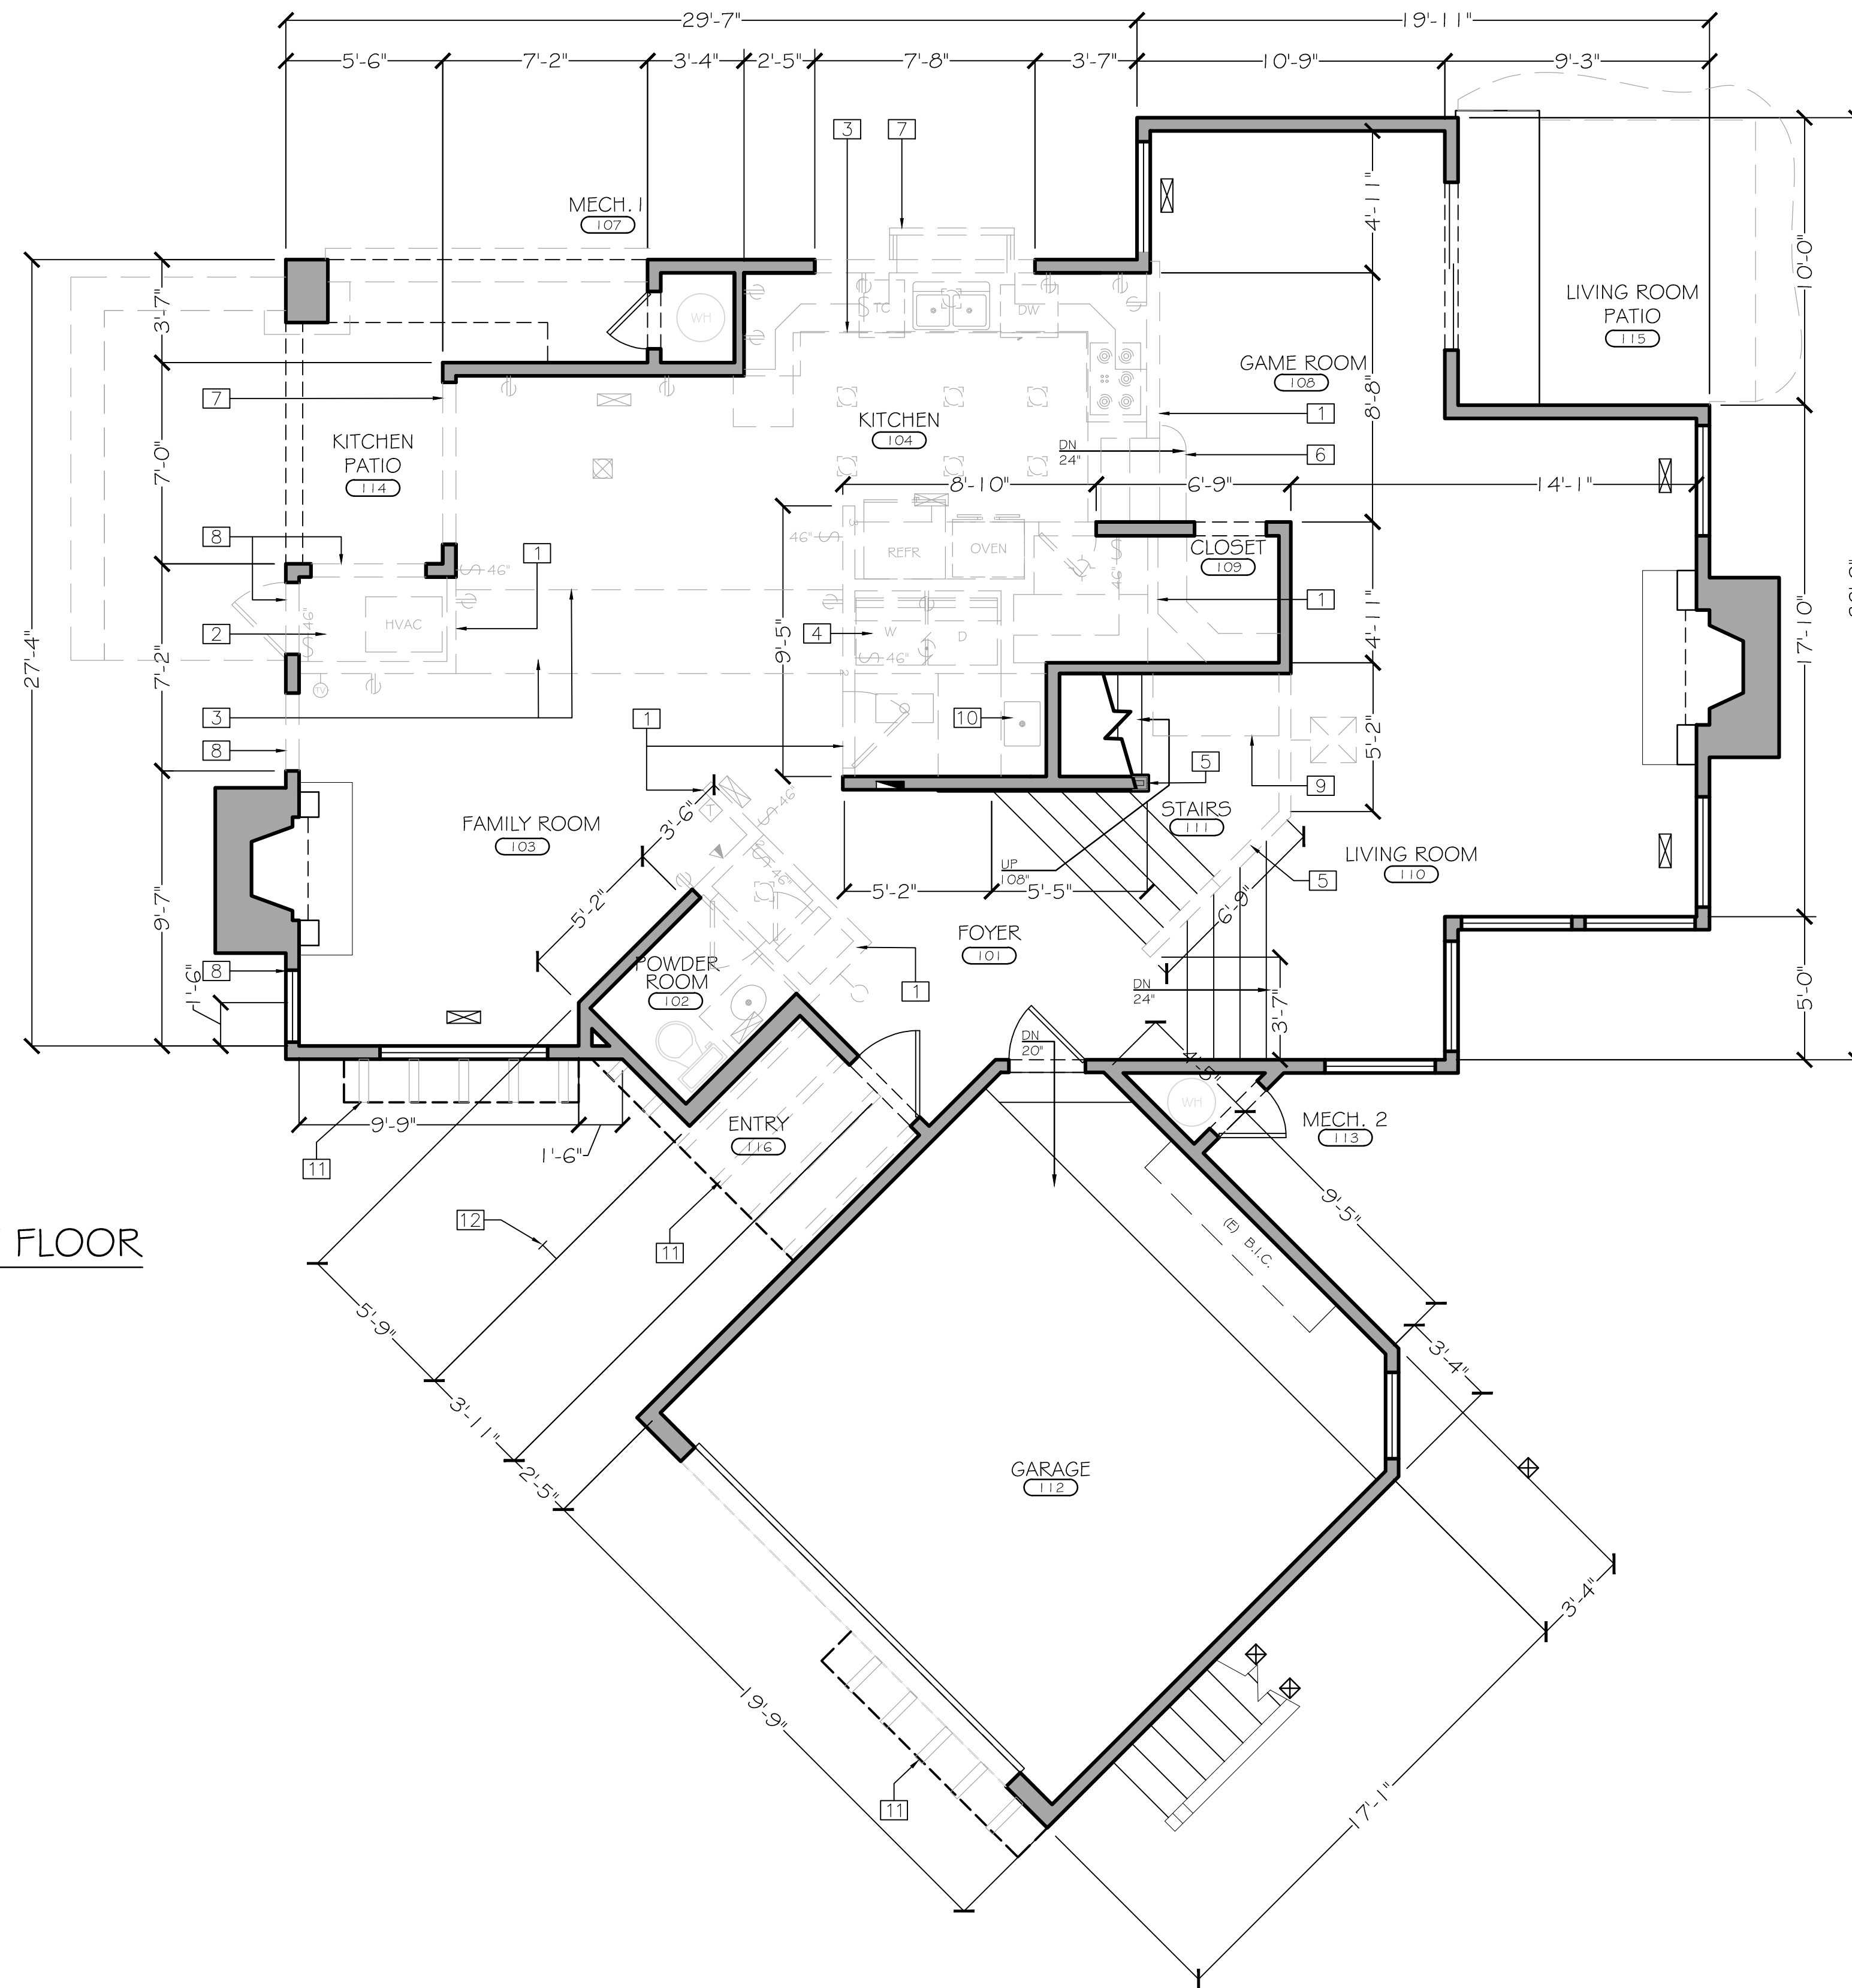 29'-7"
19'-11"
5'-6"
7'-2"
3'-4"
2'-5"
7'-8"
3'-7"
10'-9"
9'-3"
3
7
MECH. 1
107
4'-11"
10'-0"
3'-7"
WH
TC
DW
LIVING ROOM
PATIO
115
GAME ROOM
108
7
KITCHEN
104
1
8'-8"
KITCHEN
PATIO
114
DN
24"
6
7'-0"
8'-10"
6'-9"
14'-1"
8
1
46"
REFR
OVEN
CLOSET
109
46"
46"
HVAC
46"
2
27'-4"
7'-2"
9'-5"
4
W
D
46"
1
4'-11"
17'-10"
TV
3
1
10
8
5
9
5'-2"
3'-6"
T
46"
STAIRS
111
FAMILY ROOM
103
46"
UP
108"
LIVING ROOM
110
5
5'-2"
5'-5"
9'-7"
5'-2"
6'-9"
FOYER
101
8
1'-6"
POWDER
ROOM
102
1
DN
24"
3'-7"
5'-0"
DN
20"
4'-5"
WH
9'-9"
1'-6"
ENTRY
116
MECH. 2
113
11
9'-5"
FLOOR
12
11
(E) B.I.C.
5'-9"
3'-4"
3'-11"
2'-5"
GARAGE
112
3'-4"
19'-9"
11
17'-1"